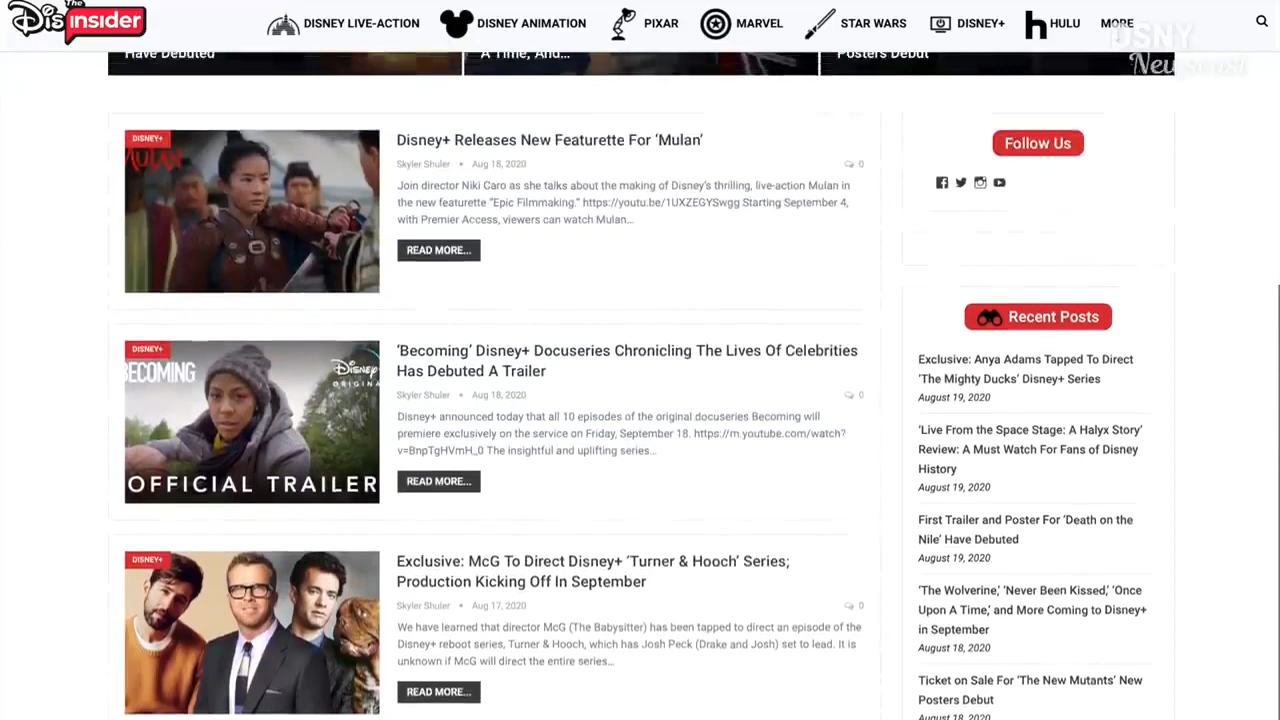 The
Dis insider
DISNEY LIVE-ACTION
DISNEY ANIMATION
PIXAR
MARVEL
STAR WARS
DISNEY+
HULU
MORE
DSNY
Newscast
Have Debuted
A Time, And...
Posters Debut
DISNEY+
MULAN
Disney+ Releases New Featurette For ‘Mulan’
Skyler Shuler • Aug 18, 2020
0
Join director Niki Caro as she talks about the making of Disney’s thrilling, live-action Mulan in
the new featurette “Epic Filmmaking.” https://youtu.be/1UXZEGYSwgg Starting September 4,
with Premier Access, viewers can watch Mulan...
READ MORE...
DISNEY+
BECOMING
Disney+
ORIGINA
OFFICIAL TRAILER
‘Becoming’ Disney+ Docuseries Chronicling The Lives Of Celebrities
Has Debuted A Trailer
Skyler Shuler • Aug 18, 2020
0
Disney+ announced today that all 10 episodes of the original docuseries Becoming will
premiere exclusively on the service on Friday, September 18. https://m.youtube.com/watch?
v=BnpTgHVmH_0 The insightful and uplifting series...
READ MORE...
DISNEY+
Exclusive: McG To Direct Disney+ ‘Turner & Hooch’ Series;
Production Kicking Off In September
Skyler Shuler • Aug 17, 2020
0
We have learned that director McG (The Babysitter) has been tapped to direct an episode of the
Disney+ reboot series, Turner & Hooch, which has Josh Peck (Drake and Josh) set to lead. It is
unknown if McG will direct the entire series...
READ MORE...
Follow Us
Recent Posts
Exclusive: Anya Adams Tapped To Direct
‘The Mighty Ducks’ Disney+ Series
August 19, 2020
‘Live From the Space Stage: A Halyx Story’
Review: A Must Watch For Fans of Disney
History
August 19, 2020
First Trailer and Poster For ‘Death on the
Nile’ Have Debuted
August 19, 2020
‘The Wolverine,’ ‘Never Been Kissed,’ ‘Once
Upon A Time,’ and More Coming to Disney+
in September
August 18, 2020
Ticket on Sale For ‘The New Mutants’ New
Posters Debut
August 18, 2020